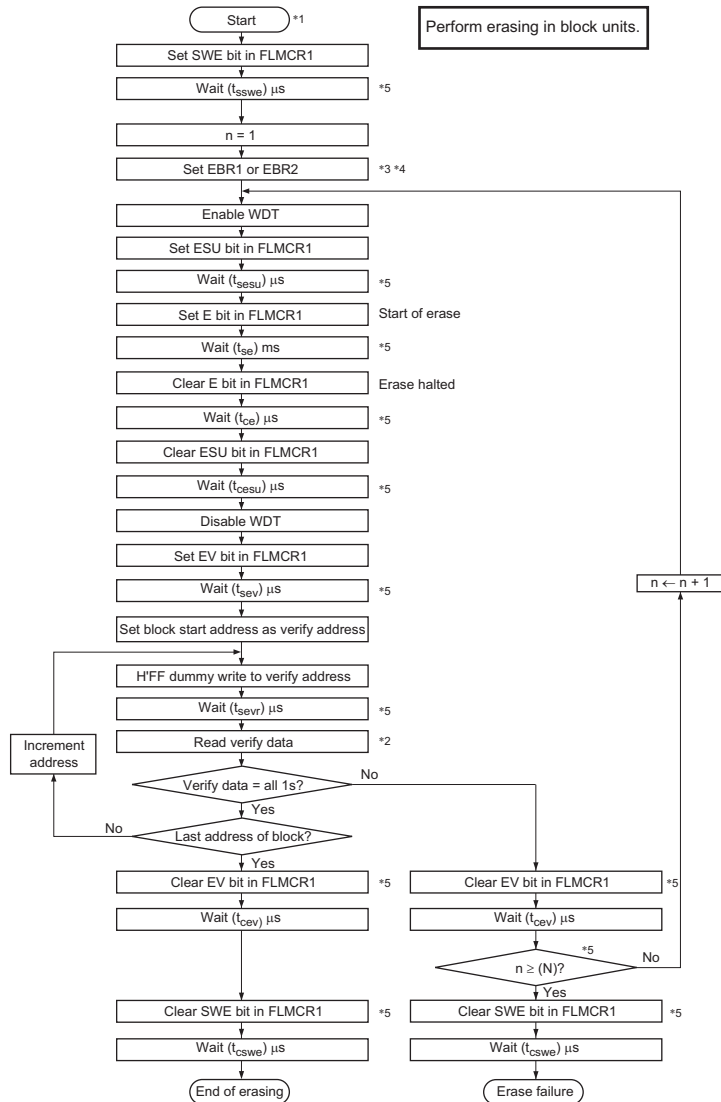 Start
*1
Perform erasing in block units.
Set SWE bit in FLMCR1
Wait (tsswe) μs
*5
n = 1
Set EBR1 or EBR2
*3 *4
Enable WDT
Set ESU bit in FLMCR1
Wait (tsesu) μs
*5
Set E bit in FLMCR1
Start of erase
Wait (tse) ms
*5
Clear E bit in FLMCR1
Erase halted
Wait (tce) μs
*5
Clear ESU bit in FLMCR1
Wait (tcesu) μs
*5
Disable WDT
Set EV bit in FLMCR1
Wait (tsev) μs
*5
n ← n + 1
Set block start address as verify address
H'FF dummy write to verify address
Wait (tsevr) μs
*5
Read verify data
*2
Increment
address
Verify data = all 1s?
No
Yes
Last address of block?
No
Yes
Clear EV bit in FLMCR1
*5
Clear EV bit in FLMCR1
*5
Wait (tcev) μs
Wait (tcev) μs
*5
n ≥ (N)?
No
Yes
Clear SWE bit in FLMCR1
*5
Clear SWE bit in FLMCR1
*5
Wait (tcswe) μs
Wait (tcswe) μs
End of erasing
Erase failure